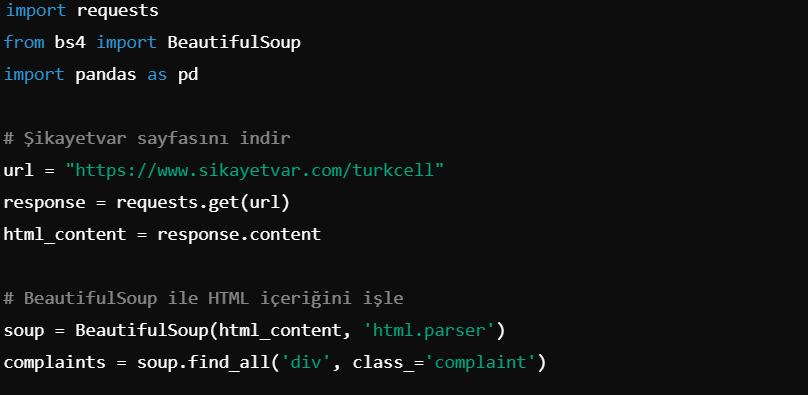 import requests
from bs4 import BeautifulSoup
import pandas as pd
# Şikayetvar sayfasını indir
url = "https://www.sikayetvar.com/turkcell"
response = requests.get(url)
html_content = response.content
# BeautifulSoup ile HTML içeriğini işle
soup = BeautifulSoup(html_content, 'html.parser')
complaints = soup.find_all('div', class_='complaint')